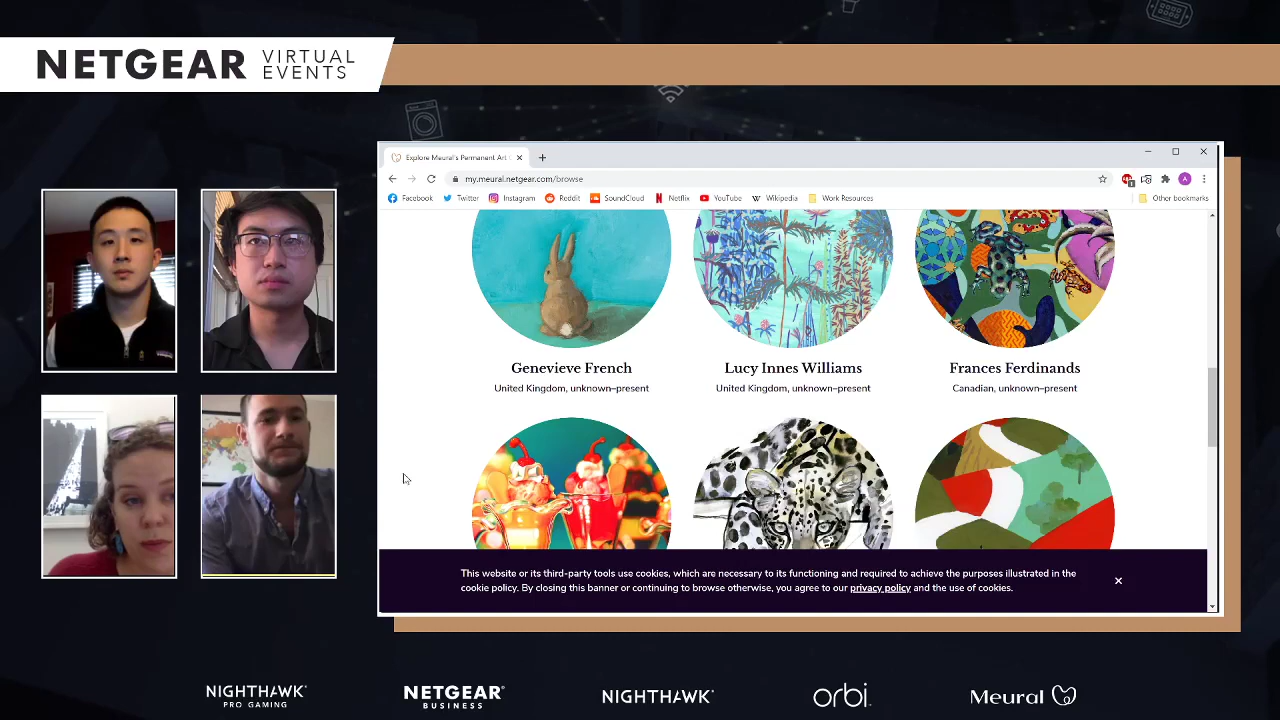 NETGEAR VIRTUAL EVENTS
Explore Meural's Permanent Art
my.meural.netgear.com/browse
A
Facebook Twitter Instagram Reddit SoundCloud Netflix YouTube Wikipedia Work Resources Other bookmarks
Genevieve French
United Kingdom, unknown–present
Lucy Innes Williams
United Kingdom, unknown–present
Frances Ferdinands
Canadian, unknown–present
This website or its third-party tools use cookies, which are necessary to its functioning and required to achieve the purposes illustrated in the
cookie policy. By closing this banner or continuing to browse otherwise, you agree to our privacy policy and the use of cookies.
NIGHTHAWK
PRO GAMING
NETGEAR®
BUSINESS
NIGHTHAWK
orbi
Meural